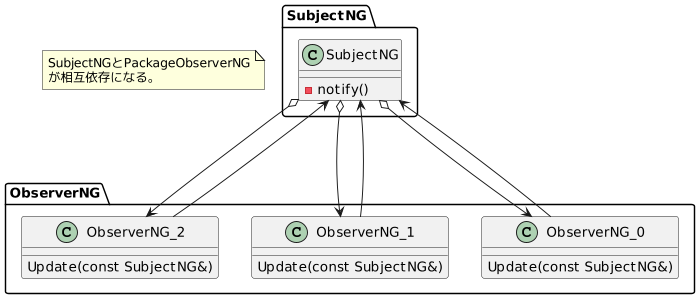 SubjectNG
SubjectNGとPackageObserverNG
が相互依存になる。
C SubjectNG
notify()
ObserverNG
C ObserverNG_2
Update(const SubjectNG&)
C ObserverNG_1
Update(const SubjectNG&)
C ObserverNG_0
Update(const SubjectNG&)